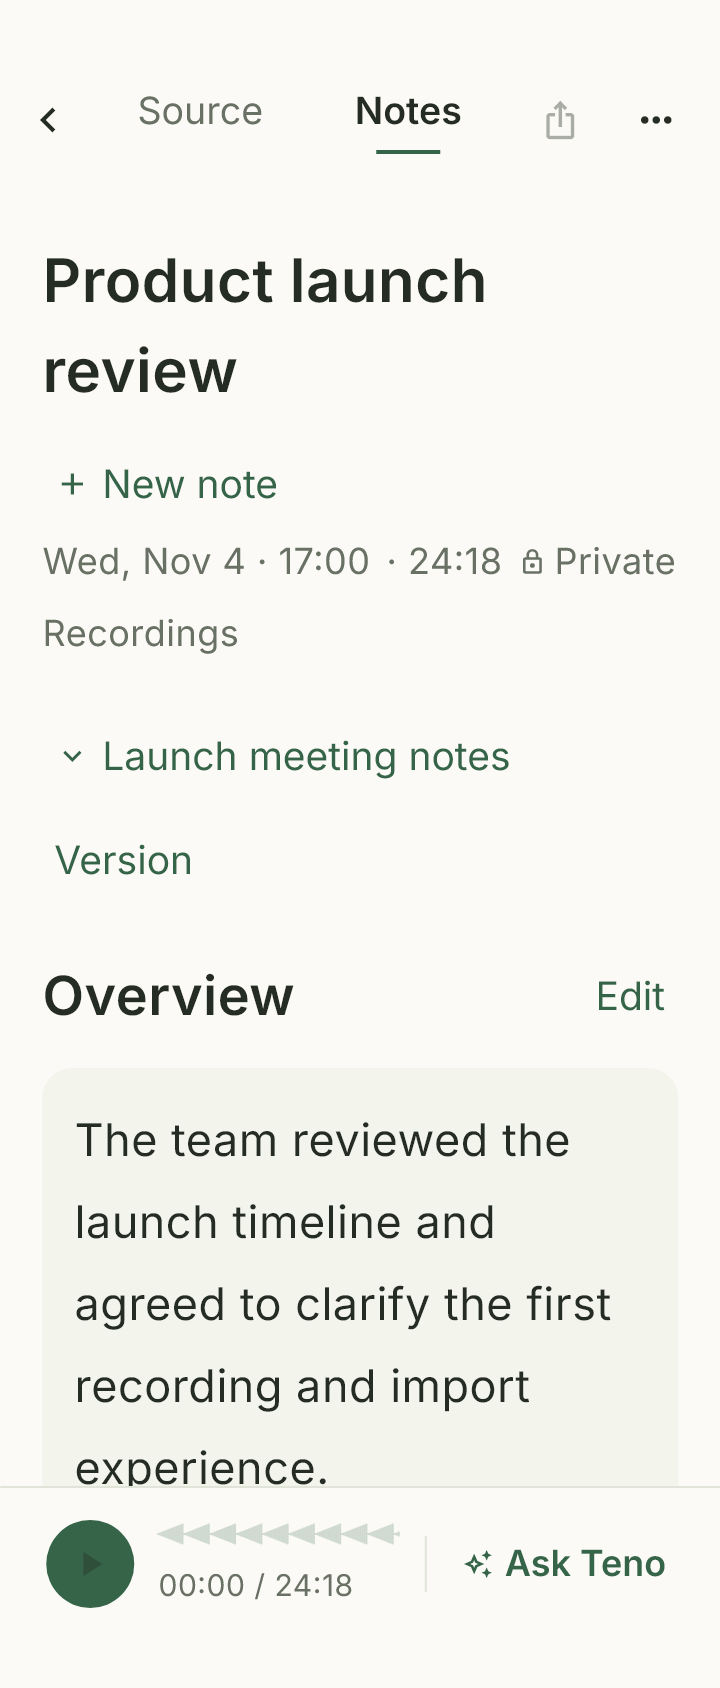 Source Notes
Product launch
review
+ New note
Wed, Nov 4 · 17:00 · 24:18 Private
Recordings
Launch meeting notes
Version
Overview Edit
The team reviewed the
launch timeline and
agreed to clarify the first
recording and import
experience.
00:00 / 24:18
Ask Teno